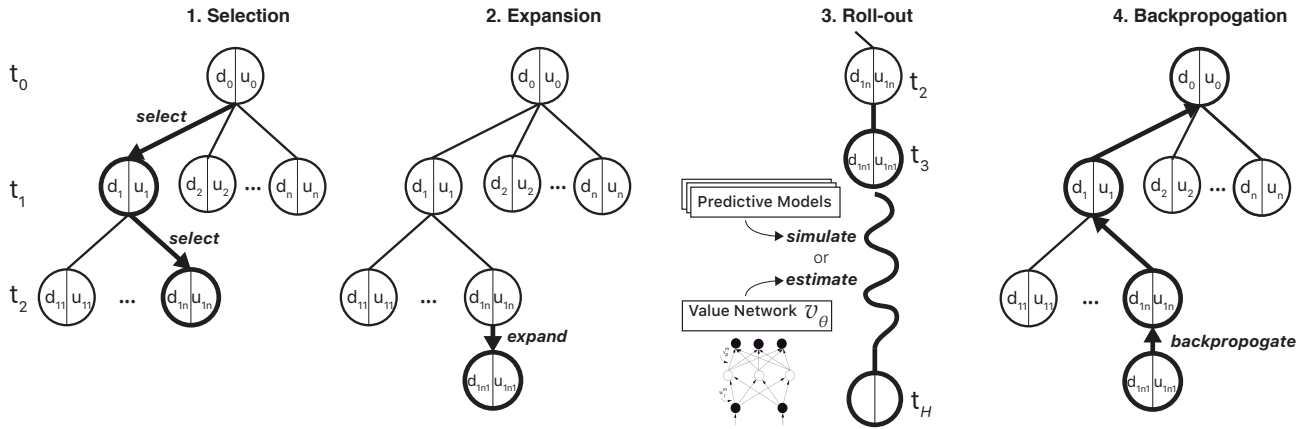 1. Selection
2. Expansion
3. Roll-out
4. Backpropogation
t0
d0 u0
select
t1
d1 u1
d2 u2
...
dn un
select
t2
d11 u11
...
d1n u1n
d0 u0
d1 u1
d2 u2
...
dn un
d11 u11
...
d1n u1n
expand
d1n1 u1n1
d1n u1n
t2
d1n1 u1n1
t3
Predictive Models
simulate
or
estimate
Value Network vθ
tH
d0 u0
d1 u1
d2 u2
...
dn un
d11 u11
...
d1n u1n
backpropogate
d1n1 u1n1